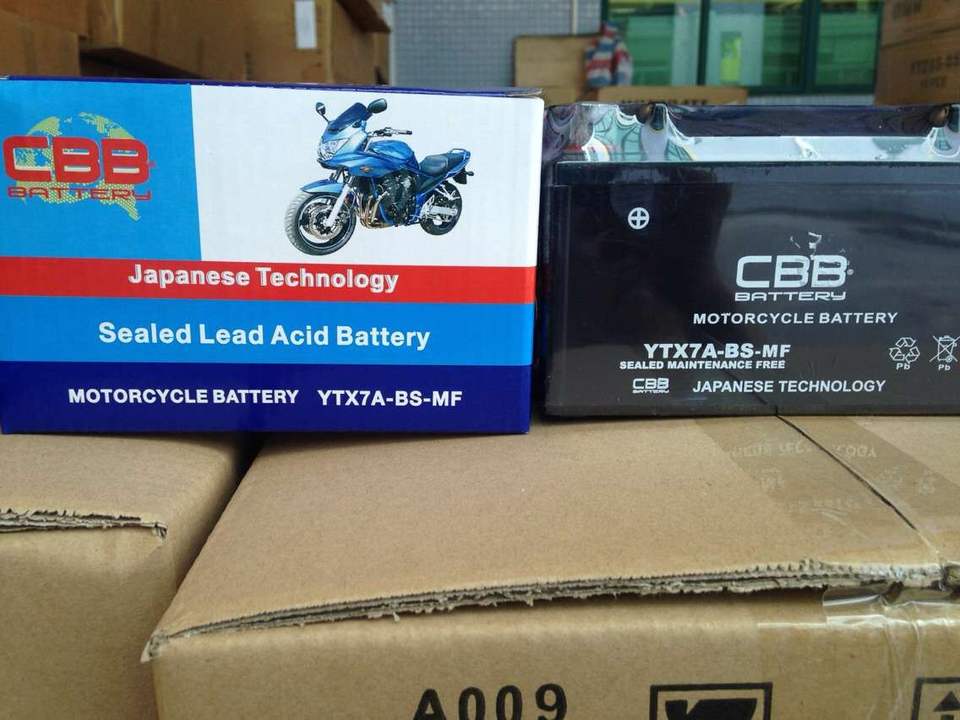 CBB
BATTERY
Japanese Technology
Sealed Lead Acid Battery
MOTORCYCLE BATTERY YTX7A-BS-MF
CBB
BATTERY
MOTORCYCLE BATTERY
YTX7A-BS-MF
SEALED MAINTENANCE FREE
CBB
BATTERY
JAPANESE TECHNOLOGY
Pb
Pb
A009